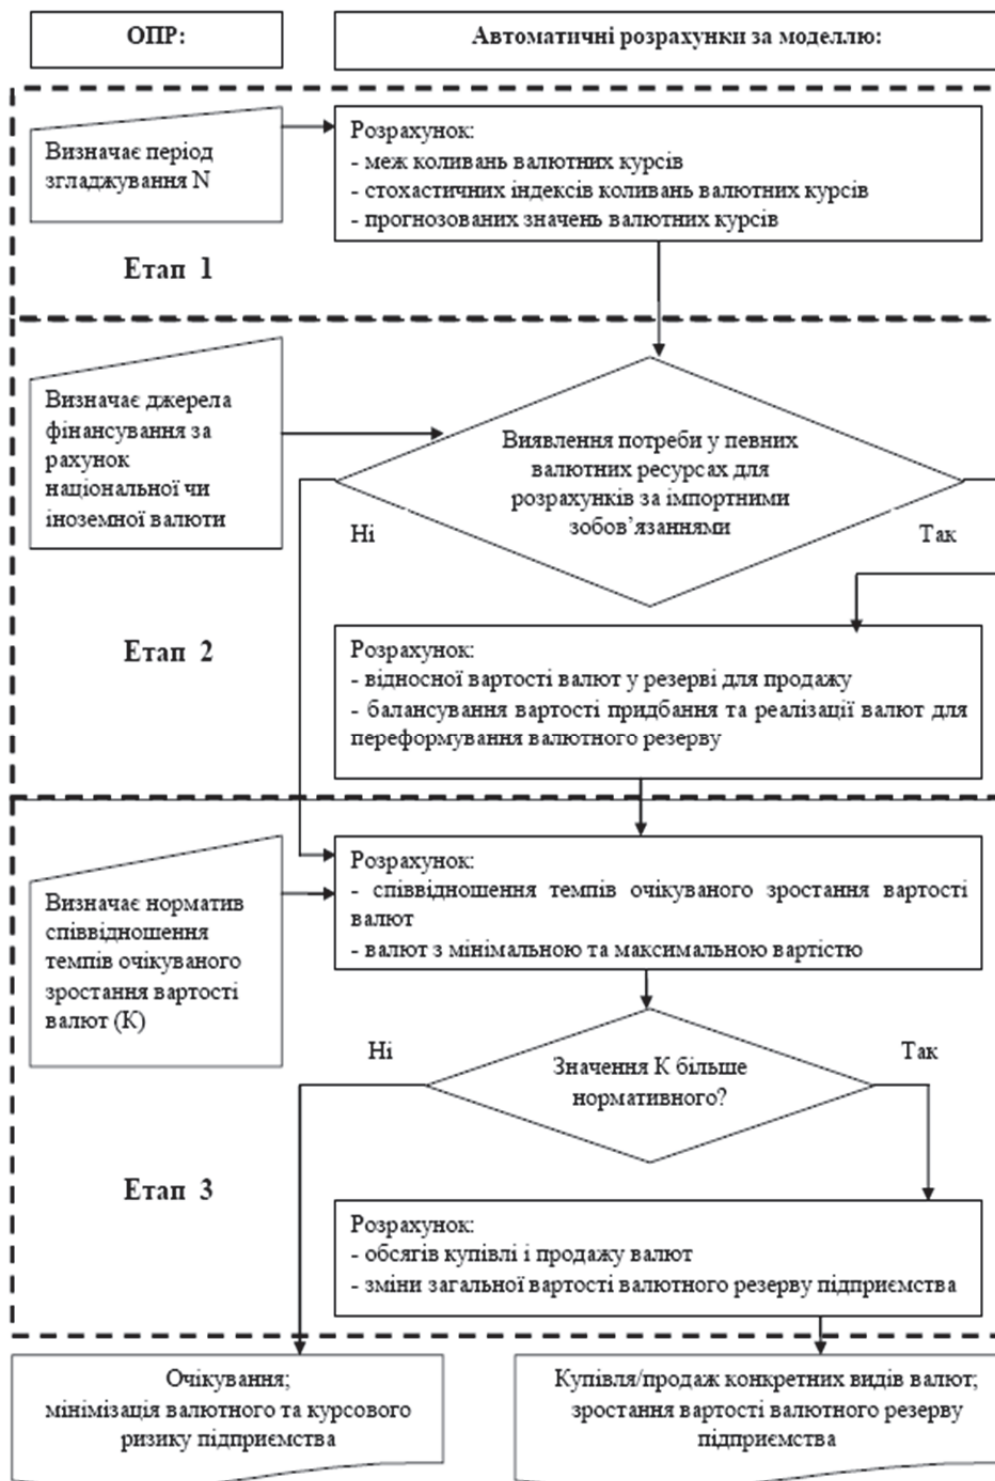 ОПР:
Автоматичні розрахунки за моделлю:
Визначає період
згладжування N
Розрахунок:
- меж коливань валютних курсів
- стохастичних індексів коливань валютних курсів
- прогнозованих значень валютних курсів
Етап 1
Визначає джерела
фінансування за
рахунок
національної чи
іноземної валюти
Виявлення потреби у певних
валютних ресурсах для
розрахунків за імпортними
зобов’язаннями
Ні
Так
Етап 2
Розрахунок:
- відносної вартості валют у резерві для продажу
- балансування вартості придбання та реалізації валют для
переформування валютного резерву
Визначає норматив
співвідношення
темпів очікуваного
зростання вартості
валют (К)
Розрахунок:
- співвідношення темпів очікуваного зростання вартості
валют
- валют з мінімальною та максимальною вартістю
Ні
Так
Значення К більше
нормативного?
Етап 3
Розрахунок:
- обсягів купівлі і продажу валют
- зміни загальної вартості валютного резерву підприємства
Очікування;
мінімізація валютного та курсового
ризику підприємства
Купівля/продаж конкретних видів валют;
зростання вартості валютного резерву
підприємства